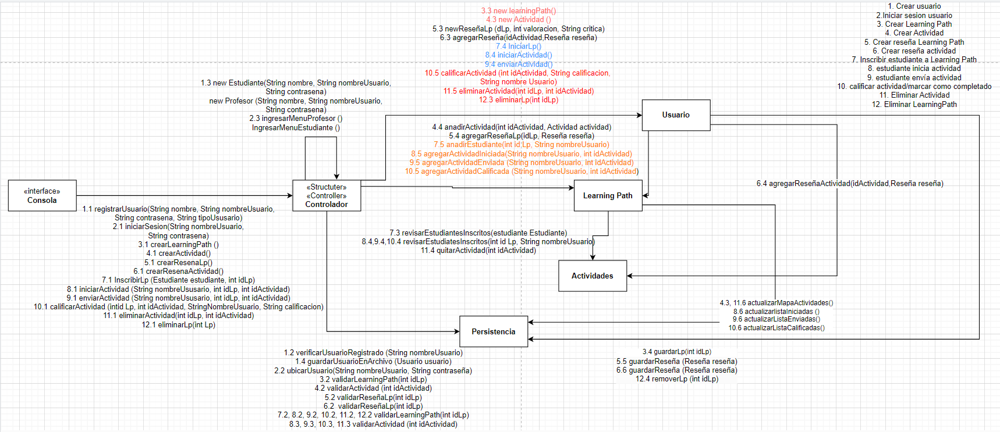 3.3 new learningPath()
4.3 new Actividad ()
5.3 newReseñaLp (dLp, int valoracion, String critica)
6.3 agregarReseña(idActividad,Reseña reseña)
7.4 IniciarLp()
8.4 iniciarActividad()
9.4 enviarActividad()
10.5 calificarActividad (int idActividad, String calificacion,
String nombre Usuario)
11.5 eliminarActividad(int idLp, int idActividad)
12.3 eliminarLp(int idLp)
1. Crear usuario
2.Iniciar sesion usuario
3. Crear Learning Path
4. Crear Actividad
5. Crear reseña Learning Path
6. Crear reseña actividad
7. Inscribir estudiante a Learning Path
8. estudiante inicia actividad
9. estudiante envía actividad
10. calificar actividad/marcar como completado
11. Eliminar Actividad
12. Eliminar LearningPath
1.3 new Estudiante(String nombre, String nombreUsuario,
String contrasena)
new Profesor (String nombre, String nombreUsuario,
String contrasena)
2.3 ingresarMenuProfesor ()
IngresarMenuEstudiante ()
Usuario
4.4 anadirActividad(int idActividad, Actividad actividad)
5.4 agregarReseñaLp(idLp, Reseña reseña)
7.5 anadirEstudiante(int id Lp, String nombreUsuario)
8.5 agregarActividadIniciada(String nombreUsuario, int idActividad)
9.5 agregarActividadEnviada (String nombreUsuario, int idActividad)
10.5 agregarActividadCalificada (String nombreUsuario, int idActividad)
6.4 agregarReseñaActividad(idActividad,Reseña reseña)
«interface»
Consola
«Structuter»
«Controller»
Controlador
Learning Path
1.1 registrarUsuario(String nombre, String nombreUsuario,
String contrasena, String tipoUsusario)
2.1 iniciarSesion(String nombreUsuario,
String contrasena)
3.1 crearLearningPath ()
4.1 crearActividad()
5.1 crearResenaLp()
6.1 crearResenaActividad()
7.1 InscribirLp (Estudiante estudiante, int idLp)
8.1 iniciarActividad (String nombreUsusario, int idLp, int idActividad)
9.1 enviarActividad (String nombreUsusario, int idLp, int idActividad)
10.1 calificarActividad (intid Lp, int idActividad, StringNombreUsuario, String calificacion)
11.1 eliminarActividad(int idLp, int idActividad)
12.1 eliminarLp(int Lp)
7.3 revisarEstudiantesInscritos(estudiante Estudiante)
8.4,9.4,10.4 revisarEstudiatesInscritos(int id Lp, String nombreUsuario)
11.4 quitarActividad(int idActividad)
Actividades
4.3, 11.6 actualizarMapaActividades()
8.6 actualizarlistaIniciadas ()
9.6 actualizarListaEnviadas()
10.6 actualizarListaCalificadas()
Persistencia
1.2 verificarUsuarioRegistrado (String nombreUsuario)
1.4 guardarUsuarioEnArchivo (Usuario usuario)
2.2 ubicarUsuario(String nombreUsuario, String contraseña)
3.2 validarLearningPath(int idLp)
4.2 validarActividad (int idActividad)
5.2 validarReseñaLp(int idLp)
6.2 validarReseñaLp(int idLp)
7.2, 8.2, 9.2, 10.2, 11.2, 12.2 validarLearningPath(int idLp)
8.3, 9.3, 10.3, 11.3 validarActividad (int idActividad)
3.4 guardarLp(int idLp)
5.5 guardarReseña (Reseña reseña)
6.6 guardarReseña (Reseña reseña)
12.4 removerLp (int idLp)